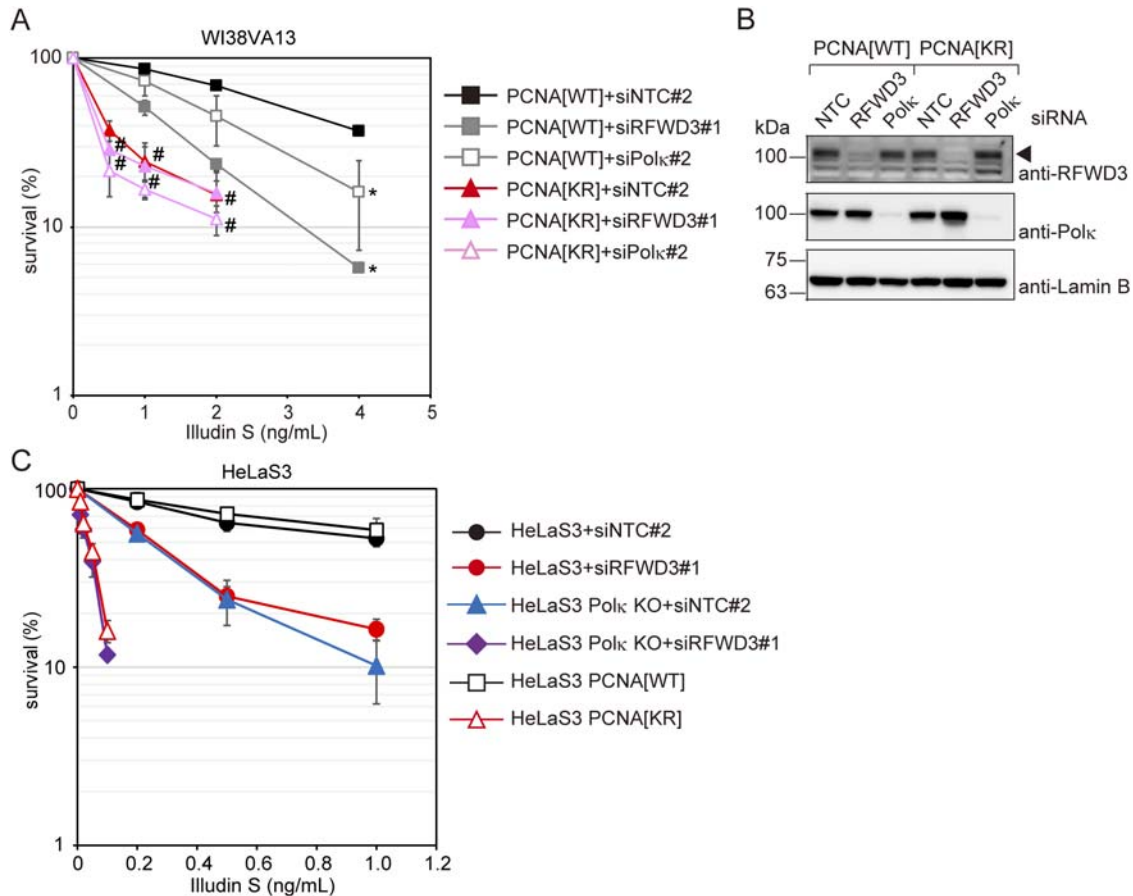 A
WI38VA13
100
10
1
survival (%)
0 1 2 3 4 5
Illudin S (ng/mL)
# # # # # #
* *
PCNA[WT]+siNTC#2
PCNA[WT]+siRFWD3#1
PCNA[WT]+siPolκ#2
PCNA[KR]+siNTC#2
PCNA[KR]+siRFWD3#1
PCNA[KR]+siPolκ#2
B
PCNA[WT] PCNA[KR]
NTC RFWD3 Polκ NTC RFWD3 Polκ siRNA
kDa
100
anti-RFWD3
100
anti-Polκ
75
63
anti-Lamin B
C
HeLaS3
100
10
1
survival (%)
0 0.2 0.4 0.6 0.8 1.0 1.2
Illudin S (ng/mL)
HeLaS3+siNTC#2
HeLaS3+siRFWD3#1
HeLaS3 Polκ KO+siNTC#2
HeLaS3 Polκ KO+siRFWD3#1
HeLaS3 PCNA[WT]
HeLaS3 PCNA[KR]